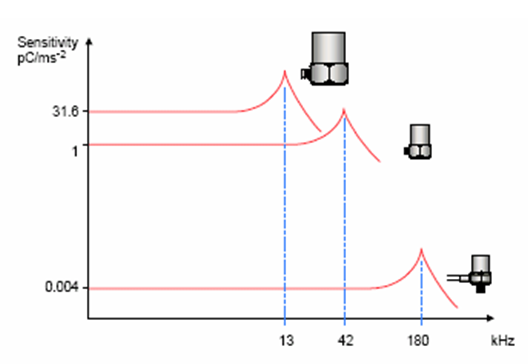 Sensitivity
pC/ms⁻²
31.6
1
0.004
13 42 180 kHz